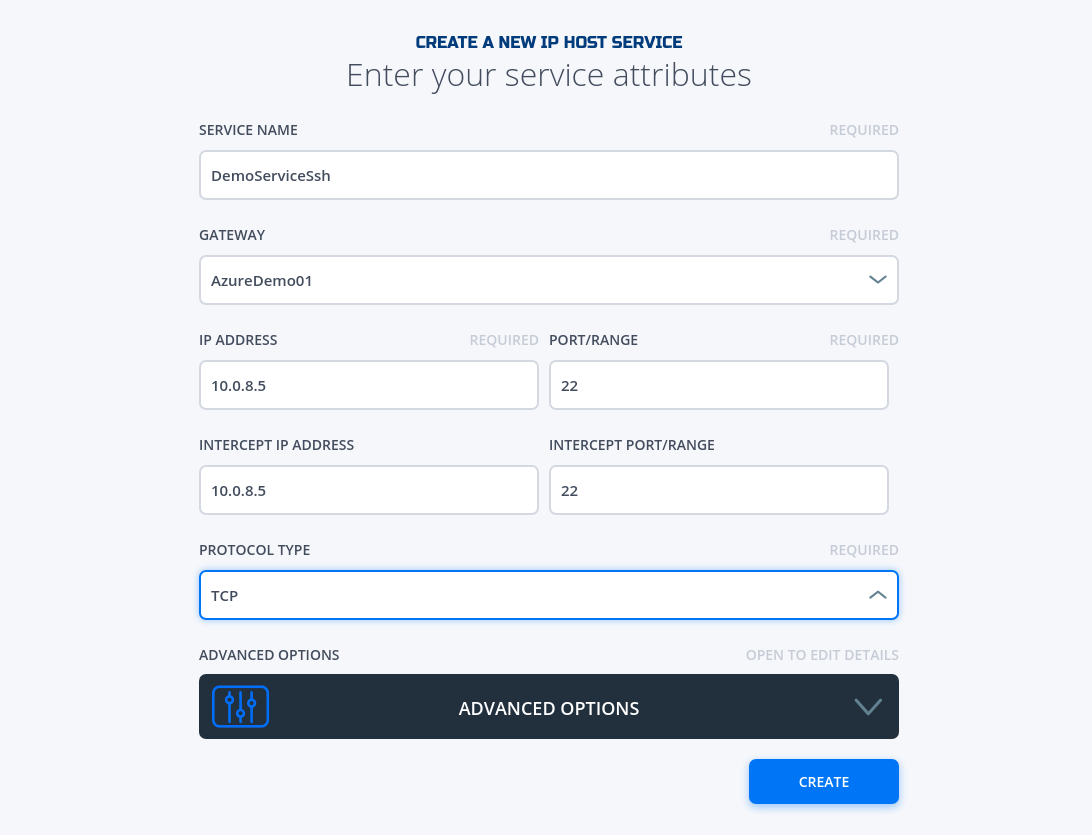 CREATE A NEW IP HOST SERVICE
Enter your service attributes
SERVICE NAME REQUIRED
DemoServiceSsh
GATEWAY REQUIRED
AzureDemo01
IP ADDRESS REQUIRED PORT/RANGE REQUIRED
10.0.8.5 22
INTERCEPT IP ADDRESS INTERCEPT PORT/RANGE
10.0.8.5 22
PROTOCOL TYPE REQUIRED
TCP
ADVANCED OPTIONS OPEN TO EDIT DETAILS
ADVANCED OPTIONS
CREATE